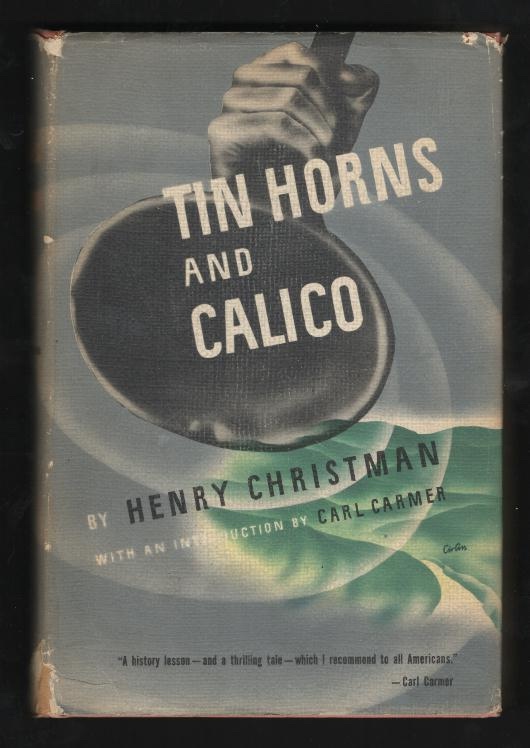 TIN HORNS
AND
CALICO
BY HENRY CHRISTMAN
WITH AN INTRODUCTION BY CARL CARMER
"A history lesson—and a thrilling tale—which I recommend to all Americans."
—Carl Carmer